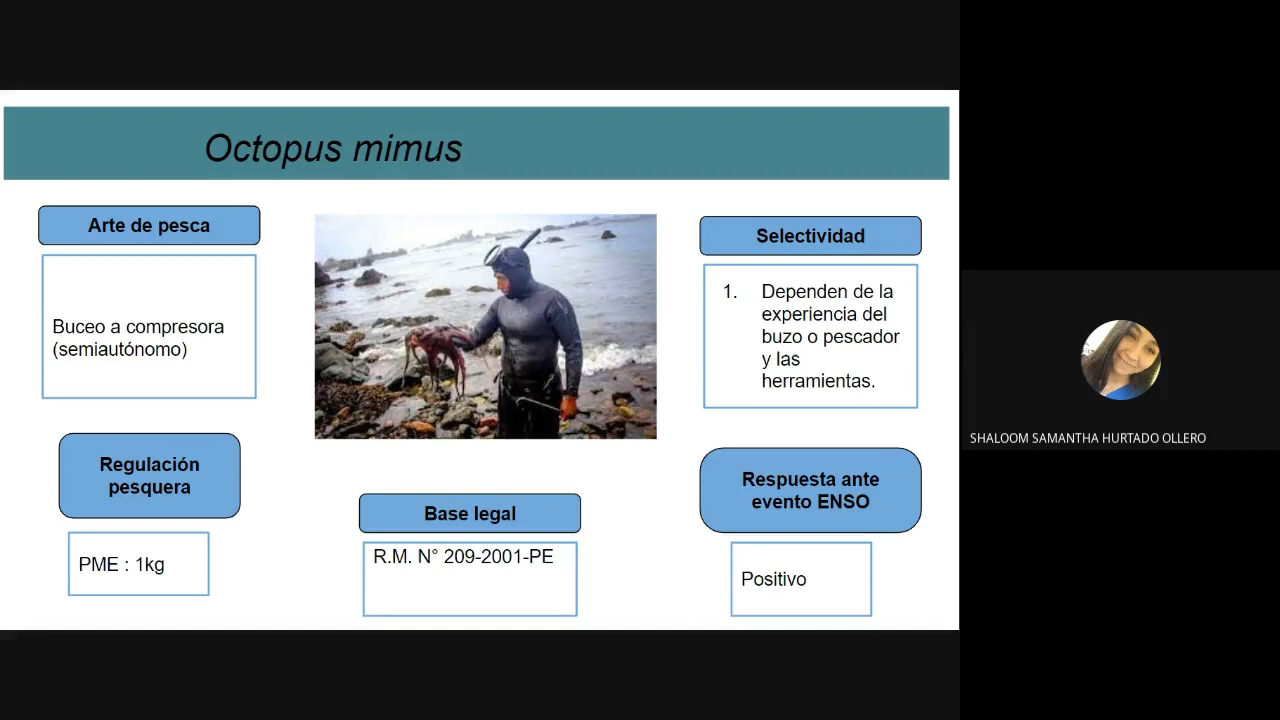 Octopus mimus
Arte de pesca
Buceo a compresora
(semiautónomo)
Regulación
pesquera
PME : 1kg
Base legal
R.M. N° 209-2001-PE
Selectividad
1. Dependen de la
experiencia del
buzo o pescador
y las
herramientas.
Respuesta ante
evento ENSO
Positivo
SHALOOM SAMANTHA HURTADO OLLERO